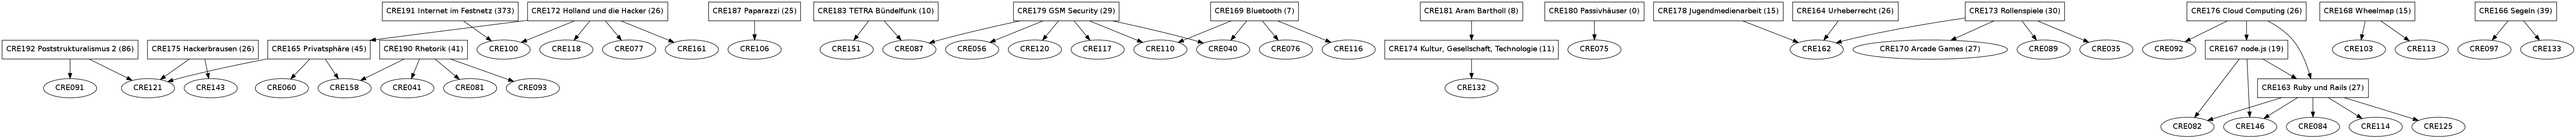 CRE191 Internet im Festnetz (373)
CRE172 Holland und die Hacker (26)
CRE187 Paparazzi (25)
CRE183 TETRA Bündelfunk (10)
CRE179 GSM Security (29)
CRE169 Bluetooth (7)
CRE181 Aram Bartholl (8)
CRE180 Passivhäuser (0)
CRE178 Jugendmedienarbeit (15)
CRE164 Urheberrecht (26)
CRE173 Rollenspiele (30)
CRE176 Cloud Computing (26)
CRE168 Wheelmap (15)
CRE166 Segeln (39)
CRE192 Poststrukturalismus 2 (86)
CRE175 Hackerbrausen (26)
CRE165 Privatsphäre (45)
CRE190 Rhetorik (41)
CRE100
CRE118
CRE077
CRE161
CRE106
CRE151
CRE087
CRE056
CRE120
CRE117
CRE110
CRE040
CRE076
CRE116
CRE174 Kultur, Gesellschaft, Technologie (11)
CRE075
CRE162
CRE170 Arcade Games (27)
CRE089
CRE035
CRE092
CRE167 node.js (19)
CRE103
CRE113
CRE097
CRE133
CRE091
CRE121
CRE143
CRE060
CRE158
CRE041
CRE081
CRE093
CRE132
CRE163 Ruby und Rails (27)
CRE082
CRE146
CRE084
CRE114
CRE125